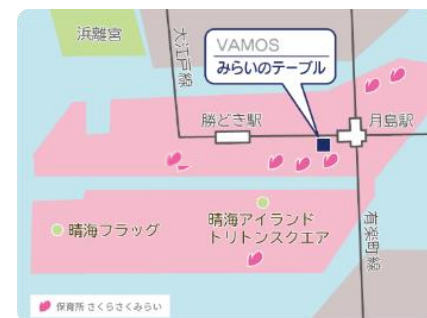 浜離宮
大江戸線
VAMOS
みらいのテーブル
勝どき駅
月島駅
晴海フラッグ
晴海アイランド
トリトンスクエア
有楽町線
保育所 さくらさくみらい